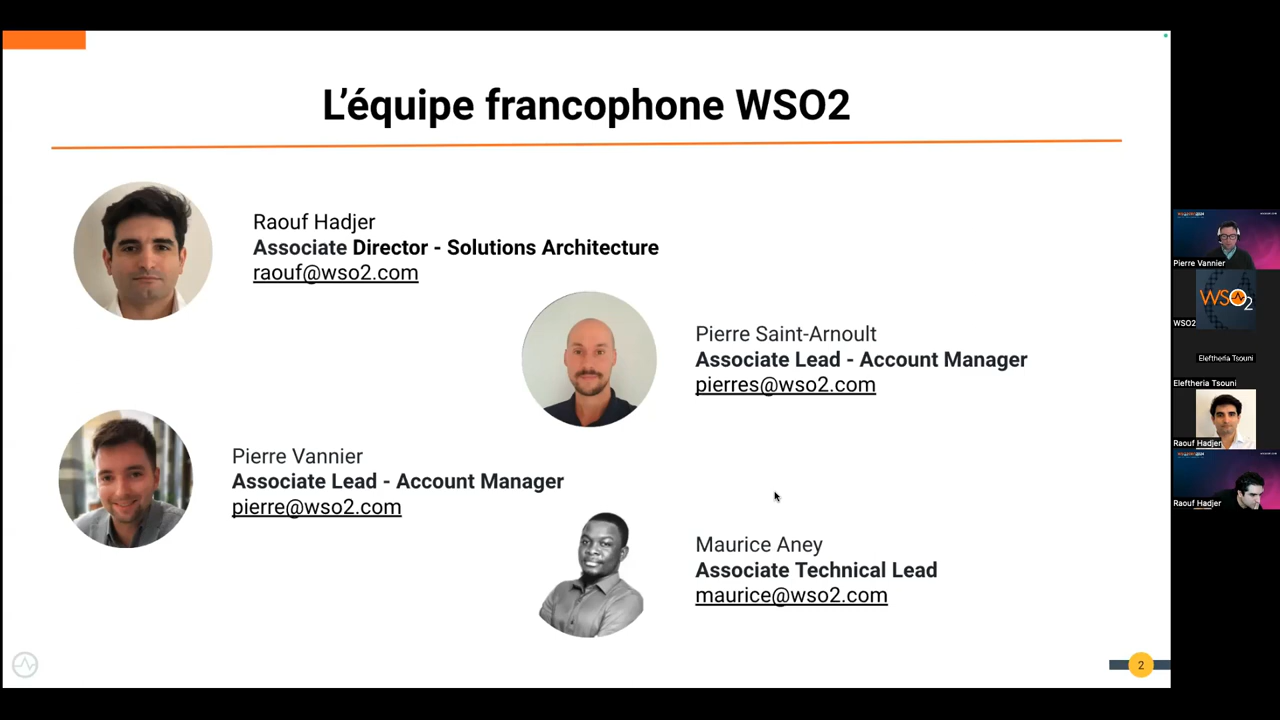 L'équipe francophone WSO2
Raouf Hadjer
Associate Director - Solutions Architecture
raouf@wso2.com
Pierre Saint-Arnoult
Associate Lead - Account Manager
pierres@wso2.com
Pierre Vannier
Associate Lead - Account Manager
pierre@wso2.com
Maurice Aney
Associate Technical Lead
maurice@wso2.com
2
Pierre Vannier
WSO2
WSO2
Eleftheria Tsouni
Eleftheria Tsouni
Raouf Hadjer
Raouf Hadjer